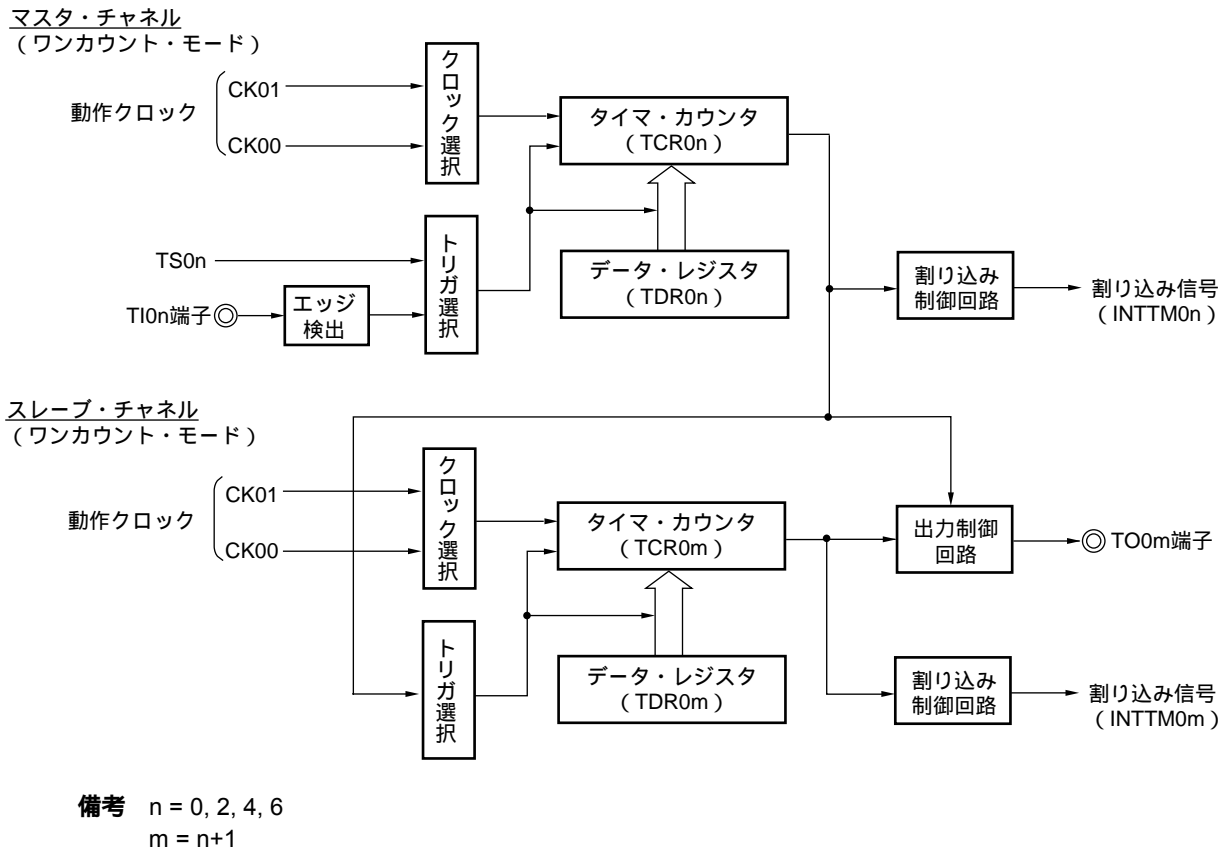 マスタ・チャネル
（ワンカウント・モード）
動作クロック
CK01
CK00
クロック選択
タイマ・カウンタ
（TCR0n）
TS0n
TI0n端子
エッジ
検出
トリガ選択
データ・レジスタ
（TDR0n）
割り込み
制御回路
割り込み信号
（INTTM0n）
スレーブ・チャネル
（ワンカウント・モード）
動作クロック
CK01
CK00
クロック選択
タイマ・カウンタ
（TCR0m）
出力制御
回路
TO0m端子
トリガ選択
データ・レジスタ
（TDR0m）
割り込み
制御回路
割り込み信号
（INTTM0m）
備考 n = 0, 2, 4, 6
m = n+1